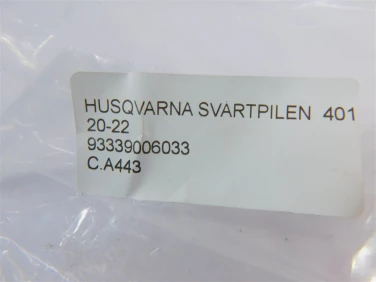 HUSQVARNA SVARTPILEN 401
20-22
93339006033
C.A443